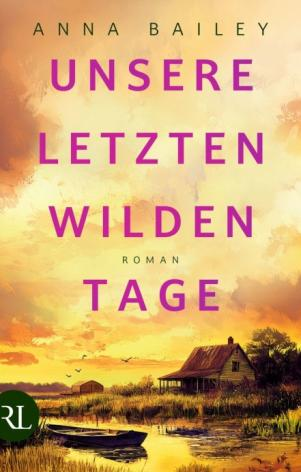 ANNA BAILEY
UNSERE
LETZTEN
WILDEN
ROMAN
TAGE
RL